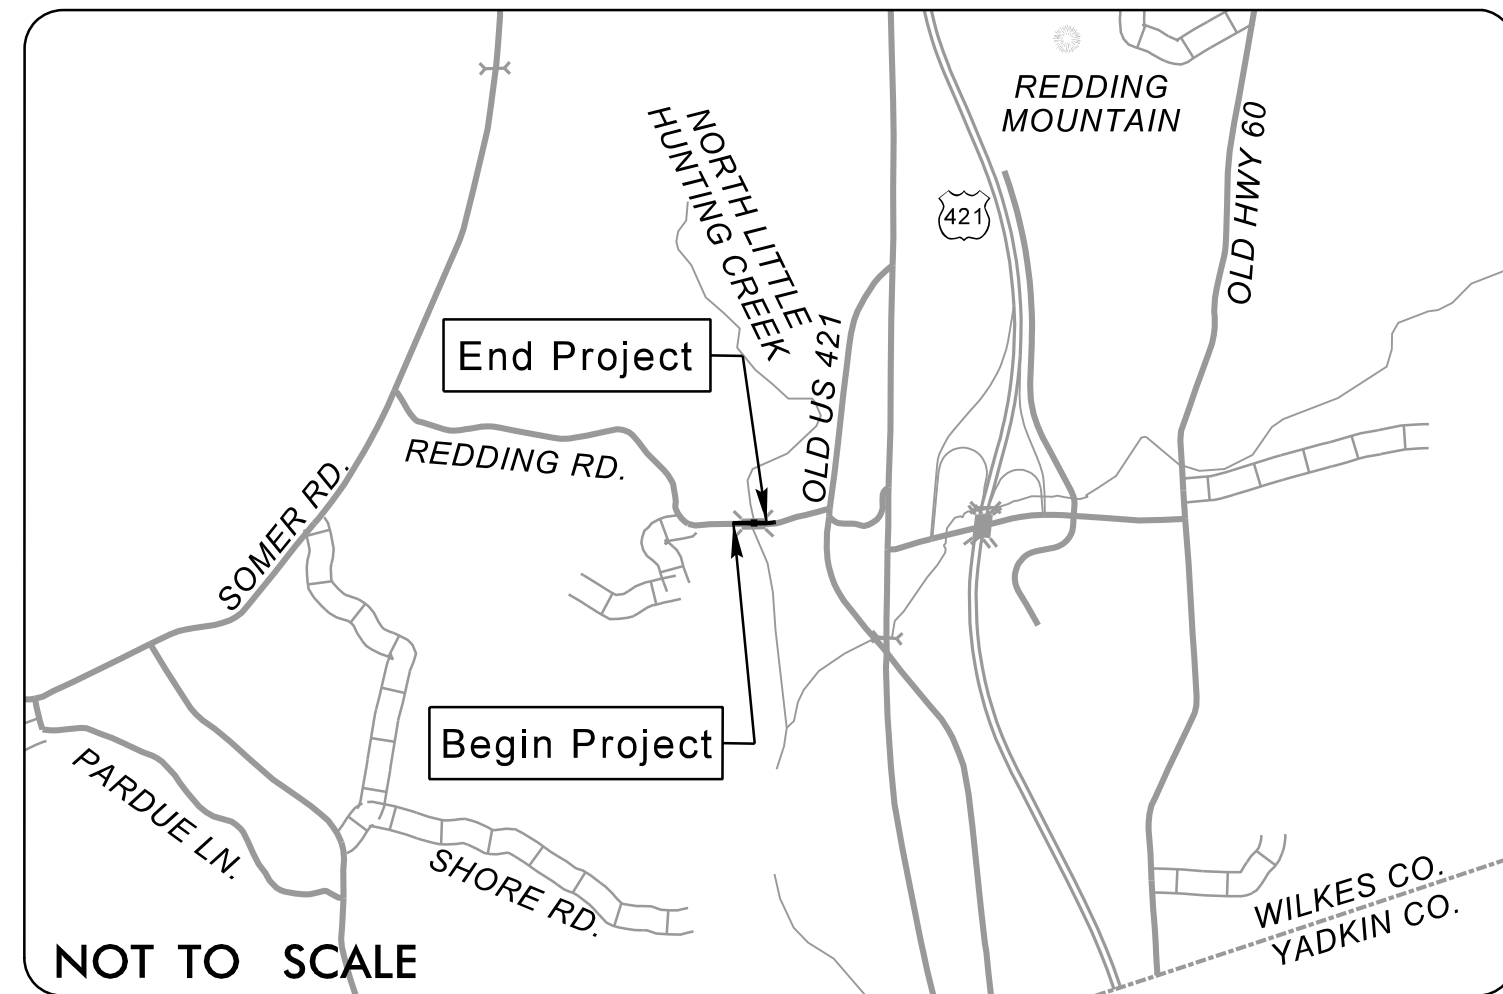 REDDING
MOUNTAIN
OLD HWY 60
NORTH LITTLE
HUNTING CREEK
421
End Project
OLD US 421
REDDING RD.
SOMER RD.
Begin Project
PARDUE LN.
SHORE RD.
WILKES CO.
YADKIN CO.
NOT TO SCALE